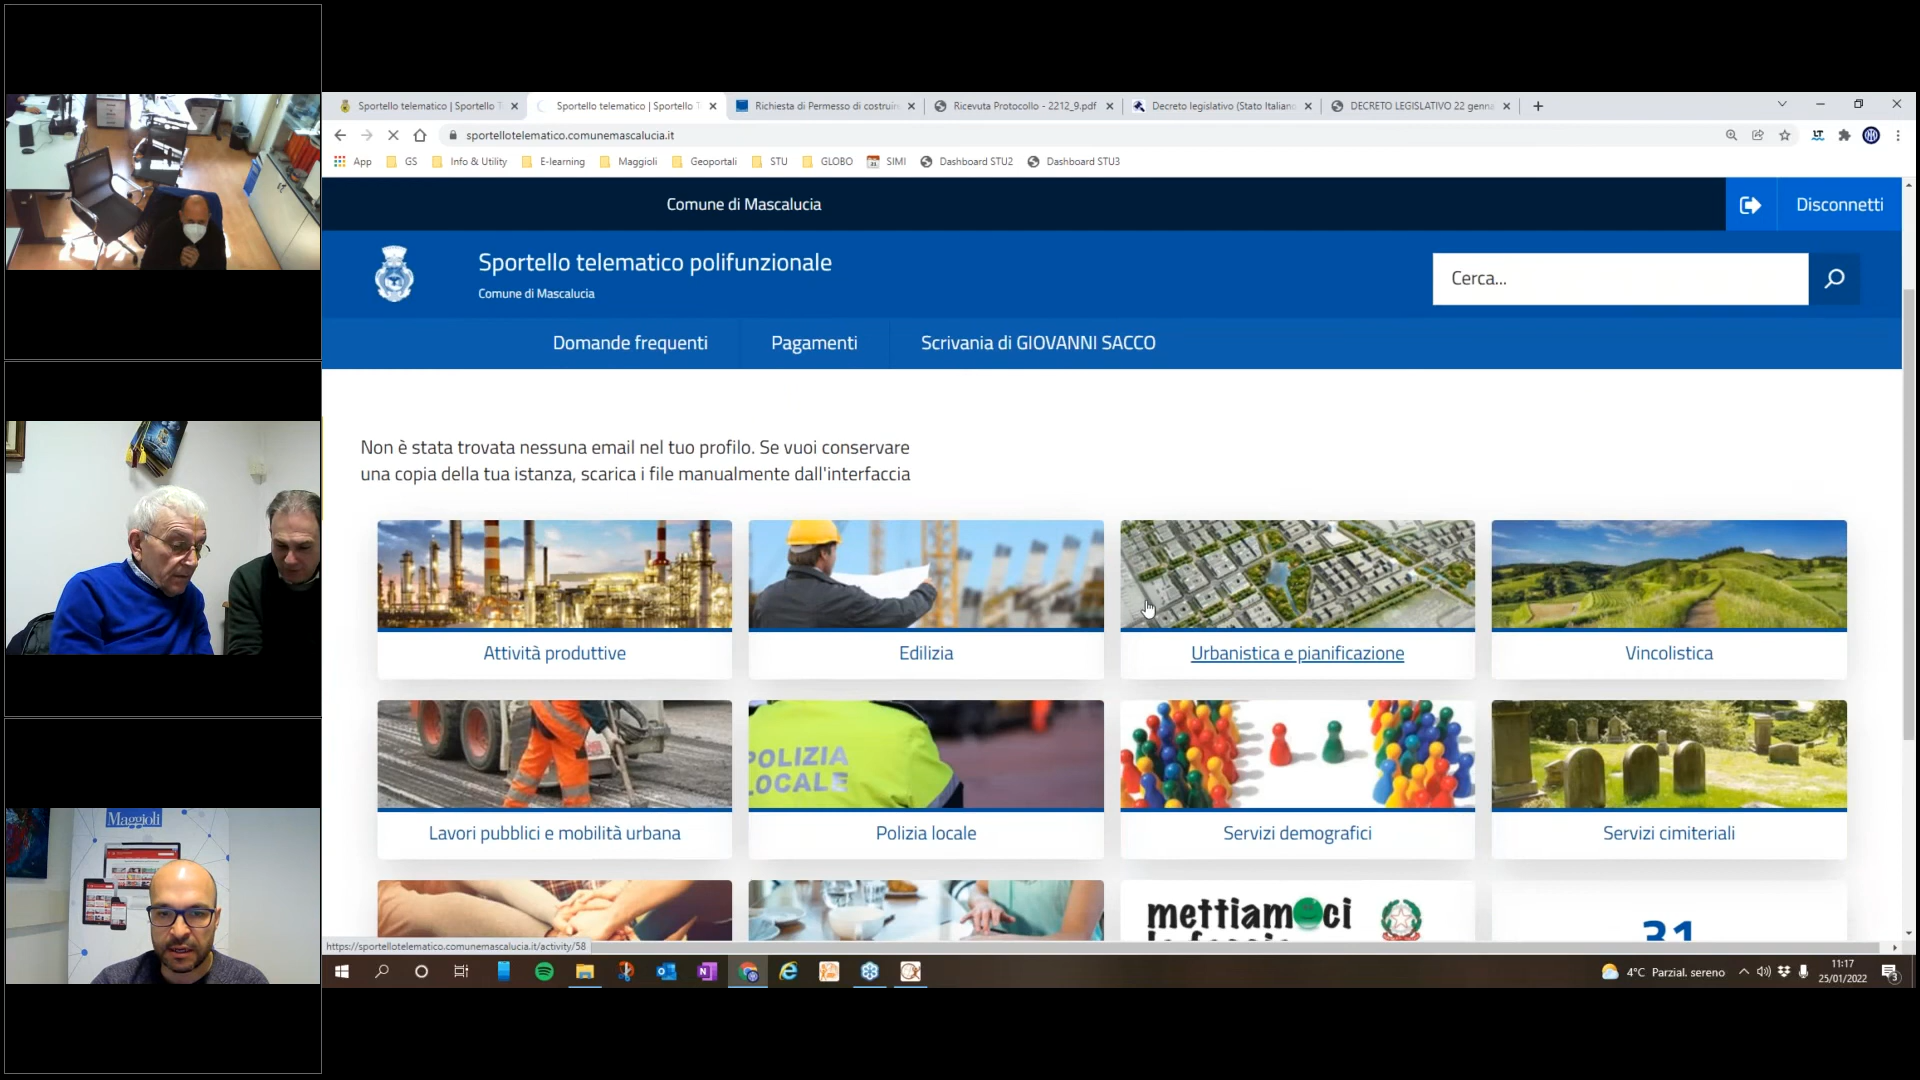 Sportello telematico | Sportello T
Sportello telematico | Sportello T
Richiesta di Permesso di costruir
Ricevuta Protocollo - 2212_9.pdf
Decreto legislativo (Stato Italiano
DECRETO LEGISLATIVO 22 genna
sportellotelematico.comunemascalucia.it
App
GS
Info & Utility
E-learning
Maggioli
Geoportali
STU
GLOBO
SIMI
Dashboard STU2
Dashboard STU3
Comune di Mascalucia
Disconnetti
Sportello telematico polifunzionale
Comune di Mascalucia
Cerca...
Domande frequenti
Pagamenti
Scrivania di GIOVANNI SACCO
Non è stata trovata nessuna email nel tuo profilo. Se vuoi conservare
una copia della tua istanza, scarica i file manualmente dall'interfaccia
Attività produttive
Edilizia
Urbanistica e pianificazione
Vincolistica
POLIZIA
LOCALE
Lavori pubblici e mobilità urbana
Polizia locale
Servizi demografici
Servizi cimiteriali
mettiamoci
31
https://sportellotelematico.comunemascalucia.it/activity/58
4°C Parzial. sereno
11:17
25/01/2022
3
Maggioli